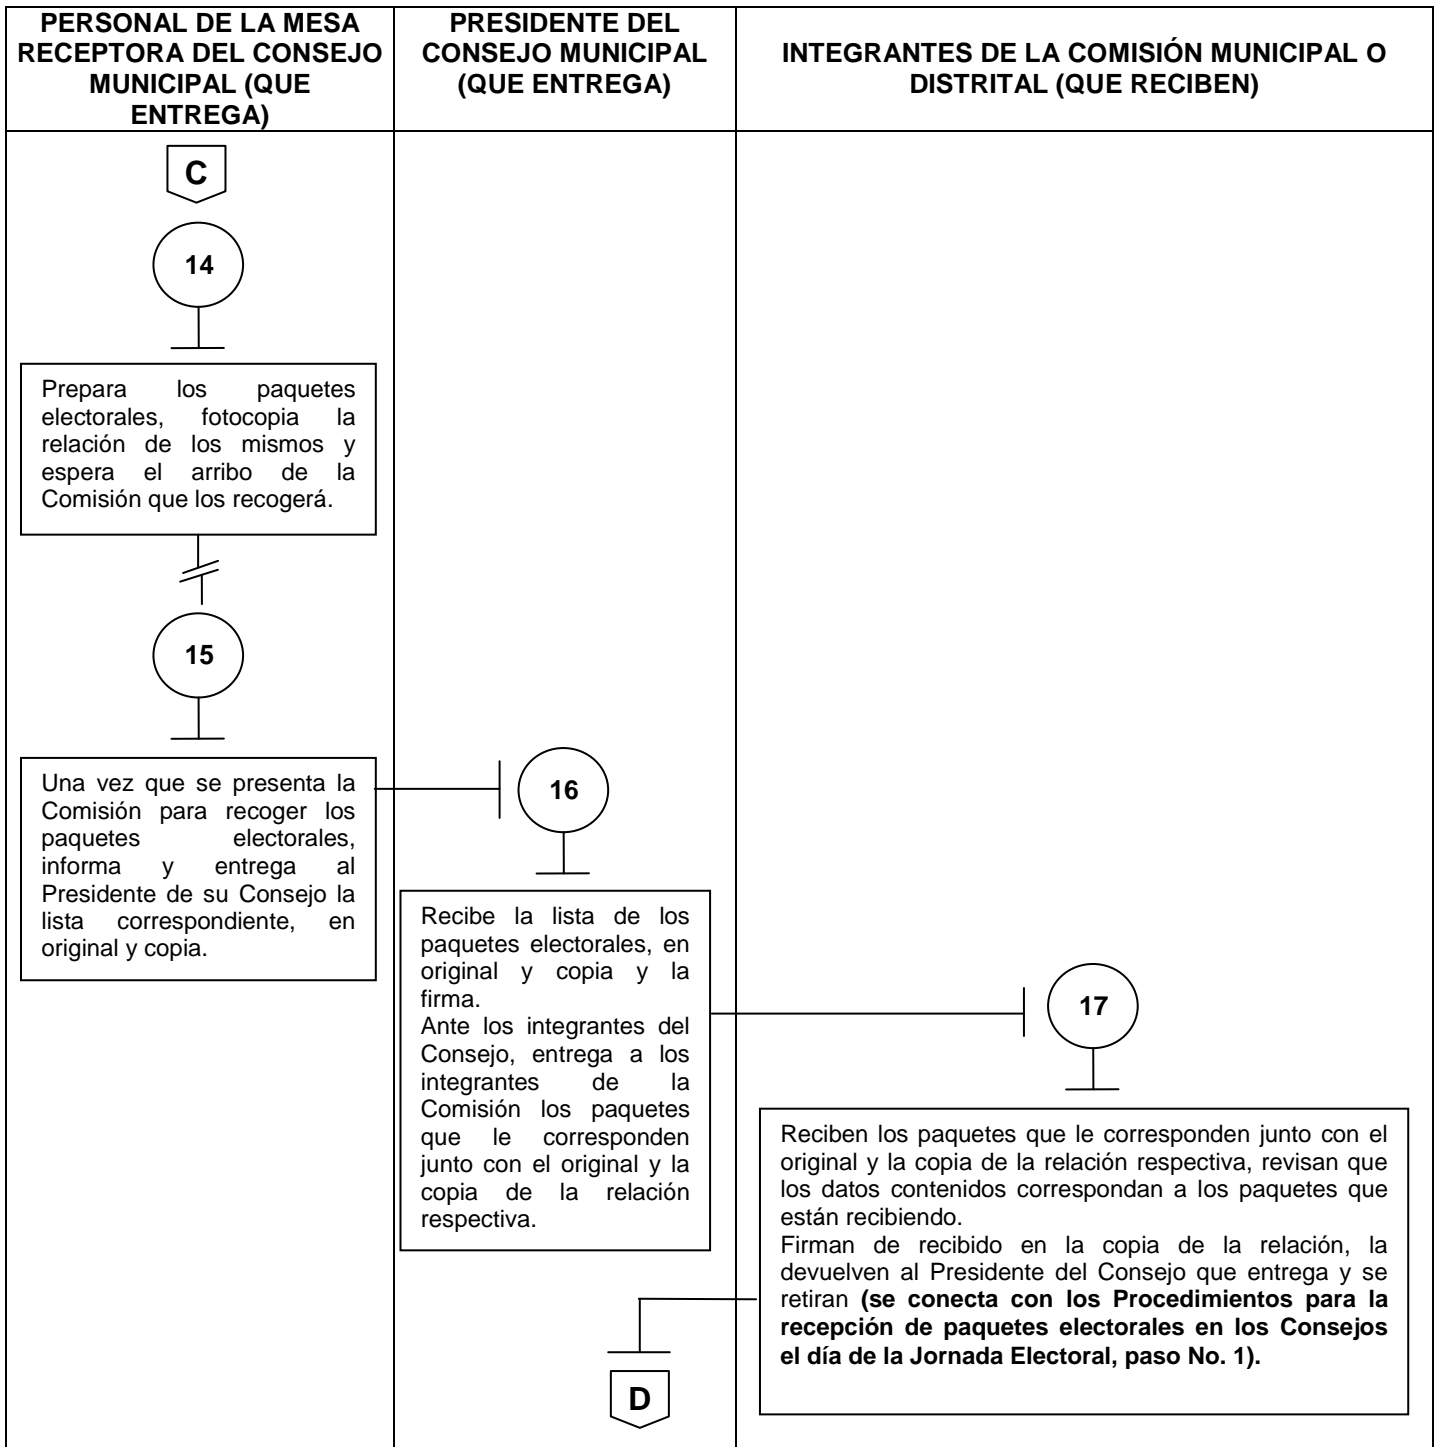 PERSONAL DE LA MESA
RECEPTORA DEL CONSEJO
MUNICIPAL (QUE
ENTREGA)
PRESIDENTE DEL
CONSEJO MUNICIPAL
(QUE ENTREGA)
INTEGRANTES DE LA COMISIÓN MUNICIPAL O
DISTRITAL (QUE RECIBEN)
C
14
Prepara los paquetes
electorales, fotocopia la
relación de los mismos y
espera el arribo de la
Comisión que los recogerá.
15
Una vez que se presenta la
Comisión para recoger los
paquetes electorales,
informa y entrega al
Presidente de su Consejo la
lista correspondiente, en
original y copia.
16
Recibe la lista de los
paquetes electorales, en
original y copia y la
firma.
Ante los integrantes del
Consejo, entrega a los
integrantes de la
Comisión los paquetes
que le corresponden
junto con el original y la
copia de la relación
respectiva.
17
Reciben los paquetes que le corresponden junto con el
original y la copia de la relación respectiva, revisan que
los datos contenidos correspondan a los paquetes que
están recibiendo.
Firman de recibido en la copia de la relación, la
devuelven al Presidente del Consejo que entrega y se
retiran (se conecta con los Procedimientos para la
recepción de paquetes electorales en los Consejos
el día de la Jornada Electoral, paso No. 1).
D